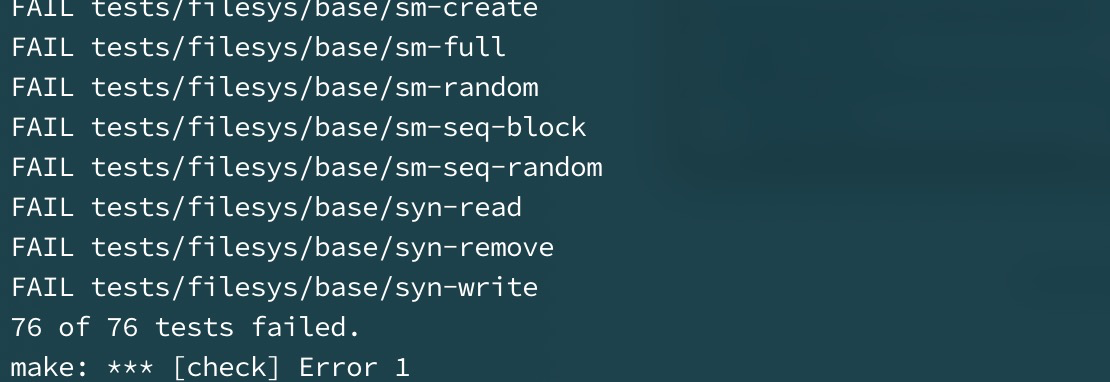 FAIL tests/filesys/base/sm-create
FAIL tests/filesys/base/sm-full
FAIL tests/filesys/base/sm-random
FAIL tests/filesys/base/sm-seq-block
FAIL tests/filesys/base/sm-seq-random
FAIL tests/filesys/base/syn-read
FAIL tests/filesys/base/syn-remove
FAIL tests/filesys/base/syn-write
76 of 76 tests failed.
make: *** [check] Error 1